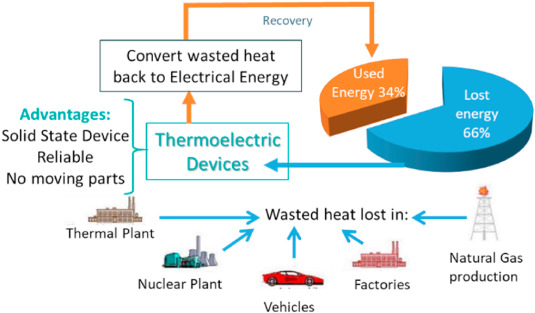 Recovery
Convert wasted heat
back to Electrical Energy
Used
Energy 34%
Lost
energy
66%
Advantages:
Solid State Device
Reliable
No moving parts
Thermoelectric
Devices
Wasted heat lost in:
Thermal Plant
Nuclear Plant
Vehicles
Factories
Natural Gas
production